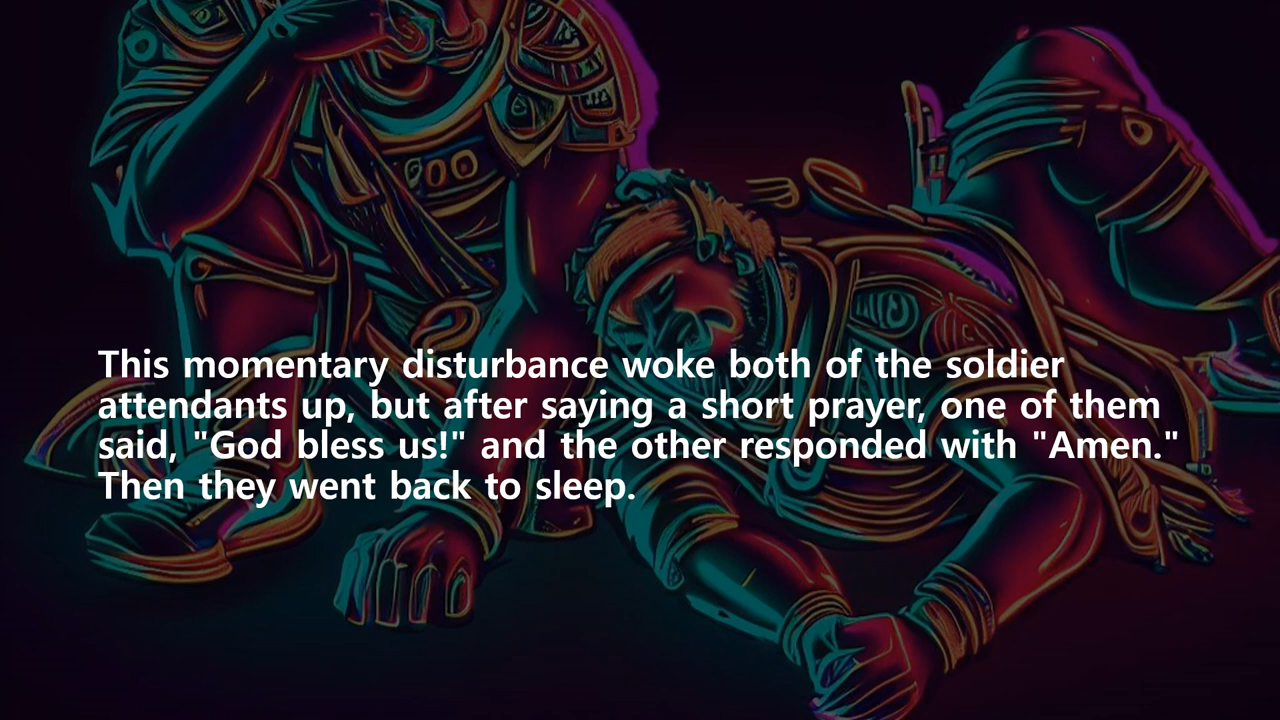 This momentary disturbance woke both of the soldier
attendants up, but after saying a short prayer, one of them
said, "God bless us!" and the other responded with "Amen."
Then they went back to sleep.